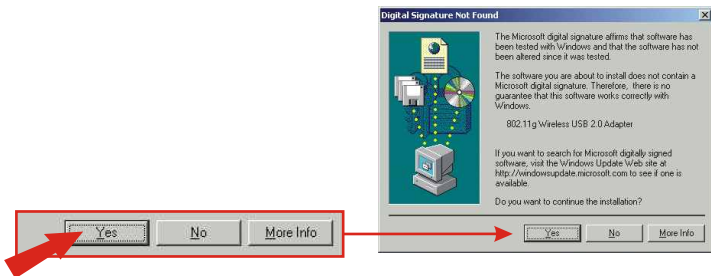 Digital Signature Not Found
The Microsoft digital signature affirms that software has
been tested with Windows and that the software has not
been altered since it was tested.
The software you are about to install does not contain a
Microsoft digital signature. Therefore, there is no
guarantee that this software works correctly with
Windows.
802.11g Wireless USB 2.0 Adapter
If you want to search for Microsoft digitally signed
software, visit the Windows Update Web site at
http://windowsupdate.microsoft.com to see if one is
available.
Do you want to continue the installation?
Yes No More Info
Yes No More Info